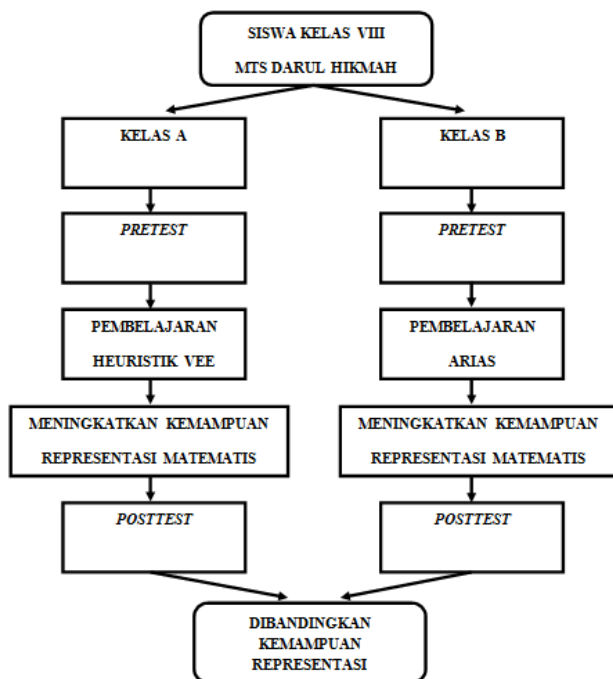 SISWA KELAS VIII
MTS DARUL HIKMAH
KELAS A
KELAS B
PRETEST
PRETEST
PEMBELAJARAN
HEURISTIK VEE
PEMBELAJARAN
ARIAS
MENINGKATKAN KEMAMPUAN
REPRESENTASI MATEMATIS
MENINGKATKAN KEMAMPUAN
REPRESENTASI MATEMATIS
POSTTEST
POSTTEST
DIBANDINGKAN
KEMAMPUAN
REPRESENTASI